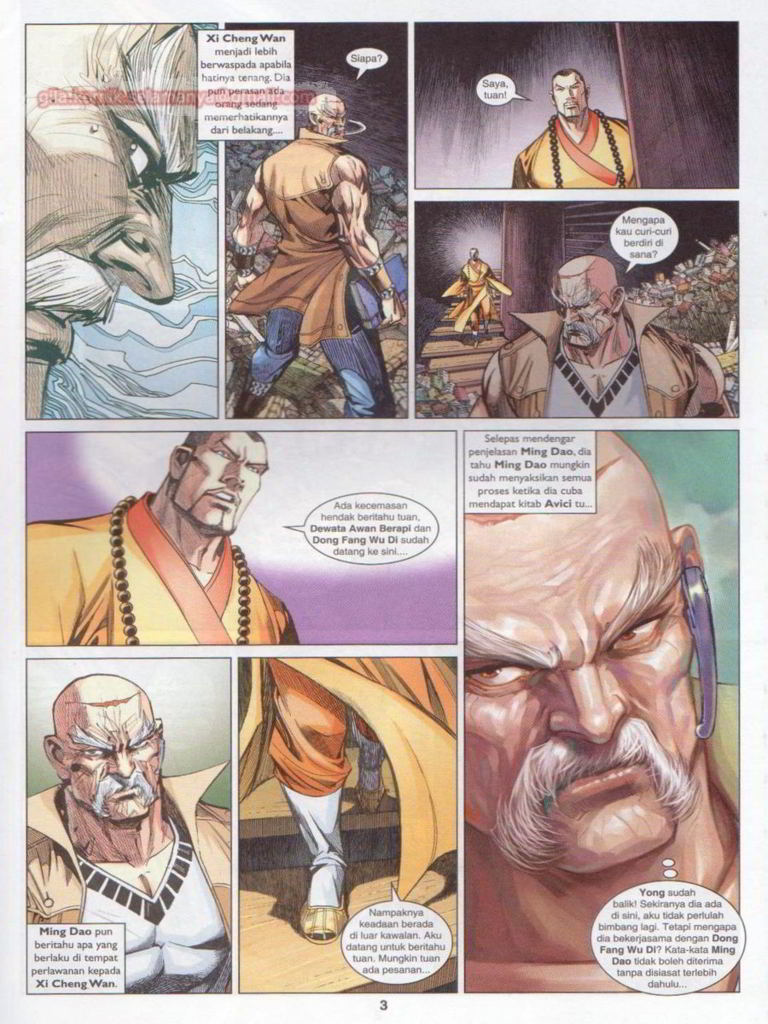 Xi Cheng Wan
menjadi lebih
berwaspada apabila
hatinya tenang. Dia
pun perasan ada
orang sedang
memerhatikannya
dari belakang....
Siapa?
Saya,
tuan!
Mengapa
kau curi-curi
berdiri di
sana?
Ada kecemasan
hendak beritahu tuan,
Dewata Awan Berapi dan
Dong Fang Wu Di sudah
datang ke sini....
Selepas mendengar
penjelasan Ming Dao, dia
tahu Ming Dao mungkin
sudah menyaksikan semua
proses ketika dia cuba
mendapat kitab Avici tu...
Ming Dao pun
beritahu apa yang
berlaku di tempat
perlawanan kepada
Xi Cheng Wan.
Nampaknya
keadaan berada
di luar kawalan. Aku
datang untuk beritahu
tuan. Mungkin tuan
ada pesanan...
Yong sudah
balik! Sekiranya dia ada
di sini, aku tidak perlulah
bimbang lagi. Tetapi mengapa
dia bekerjasama dengan Dong
Fang Wu Di? Kata-kata Ming
Dao tidak boleh diterima
tanpa disiasat terlebih
dahulu...
3